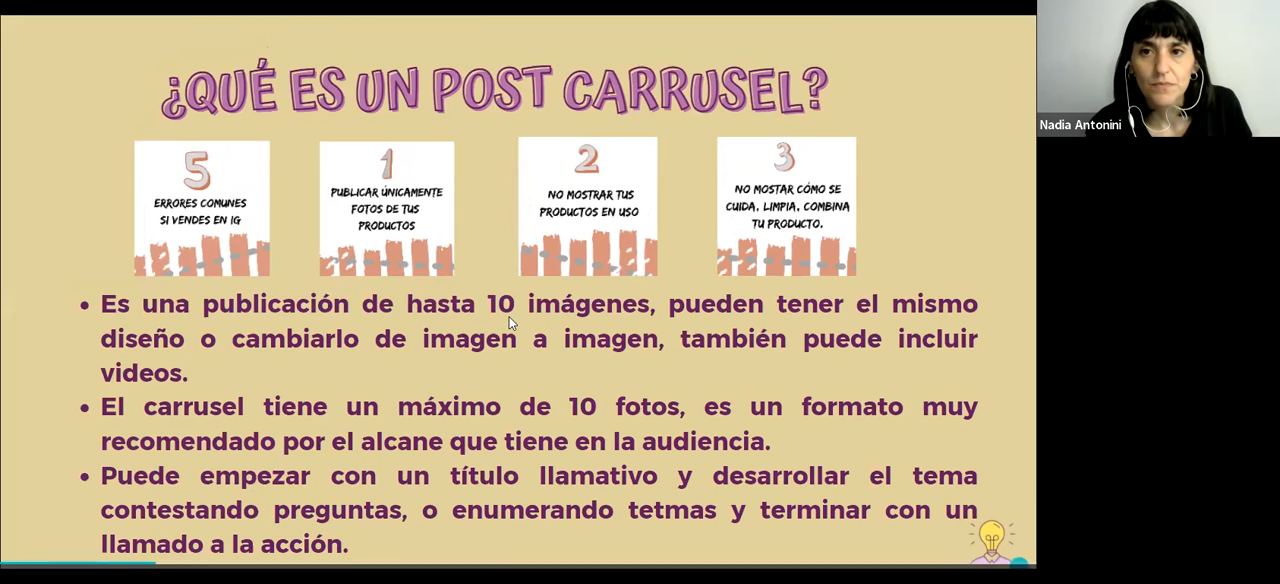 ¿QUÉ ES UN POST CARRUSEL?
5
ERRORES COMUNES
SI VENDES EN IG
1
PUBLICAR ÚNICAMENTE
FOTOS DE TUS
PRODUCTOS
2
NO MOSTRAR TUS
PRODUCTOS EN USO
3
NO MOSTAR CÓMO SE
CUIDA, LIMPIA, COMBINA
TU PRODUCTO.
• Es una publicación de hasta 10 imágenes, pueden tener el mismo
diseño o cambiarlo de imagen a imagen, también puede incluir
videos.
• El carrusel tiene un máximo de 10 fotos, es un formato muy
recomendado por el alcane que tiene en la audiencia.
• Puede empezar con un título llamativo y desarrollar el tema
contestando preguntas, o enumerando tetmas y terminar con un
llamado a la acción.
Nadia Antonini